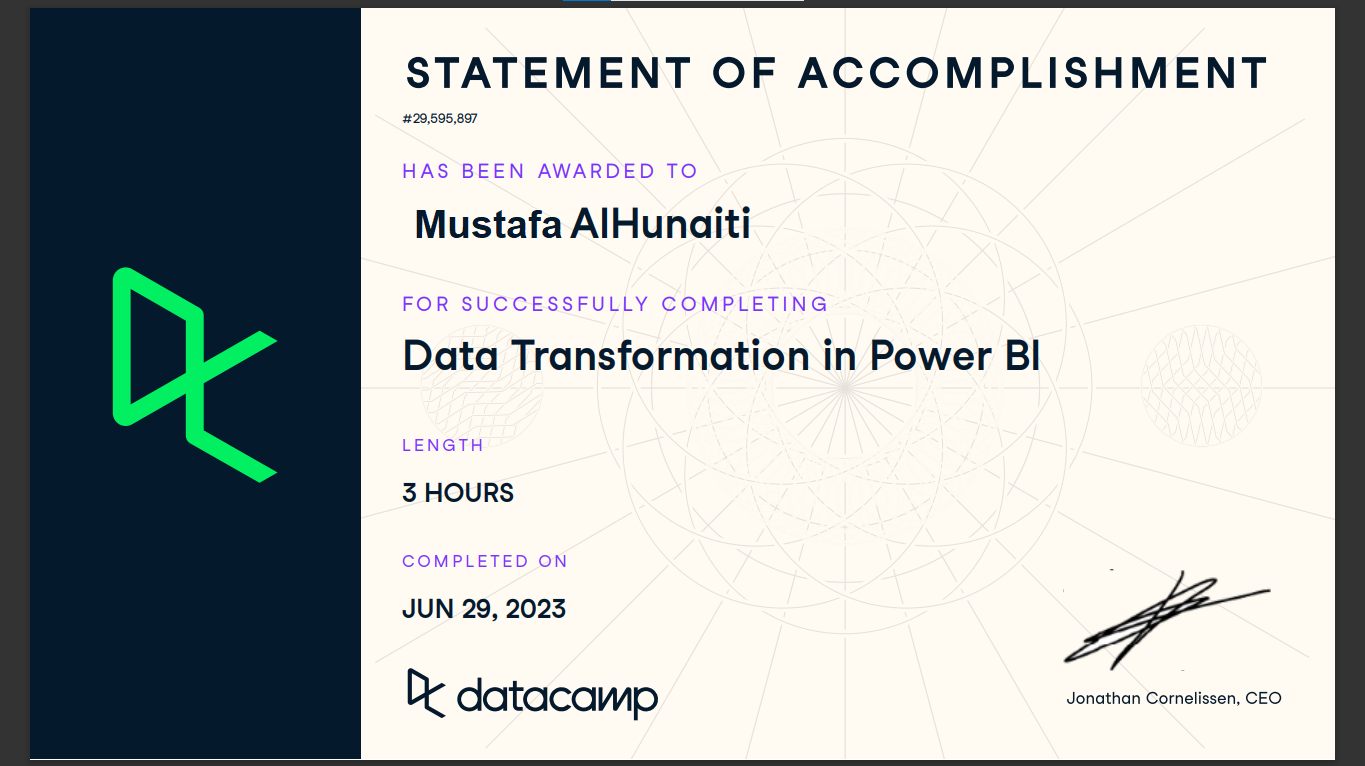 STATEMENT OF ACCOMPLISHMENT
#29,595,897
HAS BEEN AWARDED TO
Mustafa AlHunaiti
FOR SUCCESSFULLY COMPLETING
Data Transformation in Power BI
LENGTH
3 HOURS
COMPLETED ON
JUN 29, 2023
datacamp
Jonathan Cornelissen, CEO